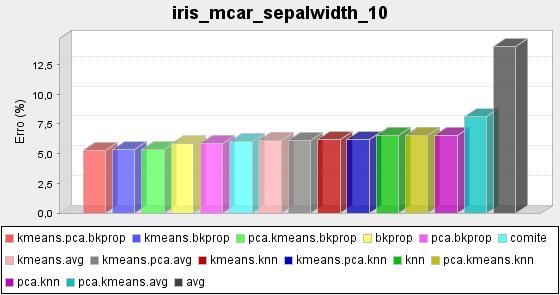 iris_mcar_sepalwidth_10
Erro (%)
12,5
10,0
7,5
5,0
2,5
0,0
kmeans.pca.bkprop kmeans.bkprop pca.kmeans.bkprop bkprop pca.bkprop comite
kmeans.avg kmeans.pca.avg kmeans.knn kmeans.pca.knn knn pca.kmeans.knn
pca.knn pca.kmeans.avg avg